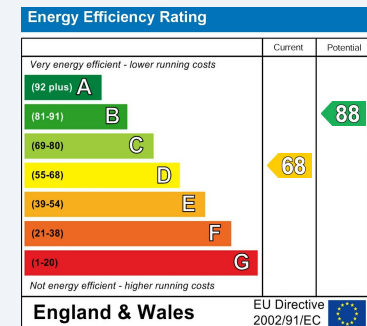 Energy Efficiency Rating
Current Potential
Very energy efficient - lower running costs
(92 plus) A
(81-91) B
88
(69-80) C
(55-68) D
68
(39-54) E
(21-38) F
(1-20) G
Not energy efficient - higher running costs
England & Wales
EU Directive
2002/91/EC